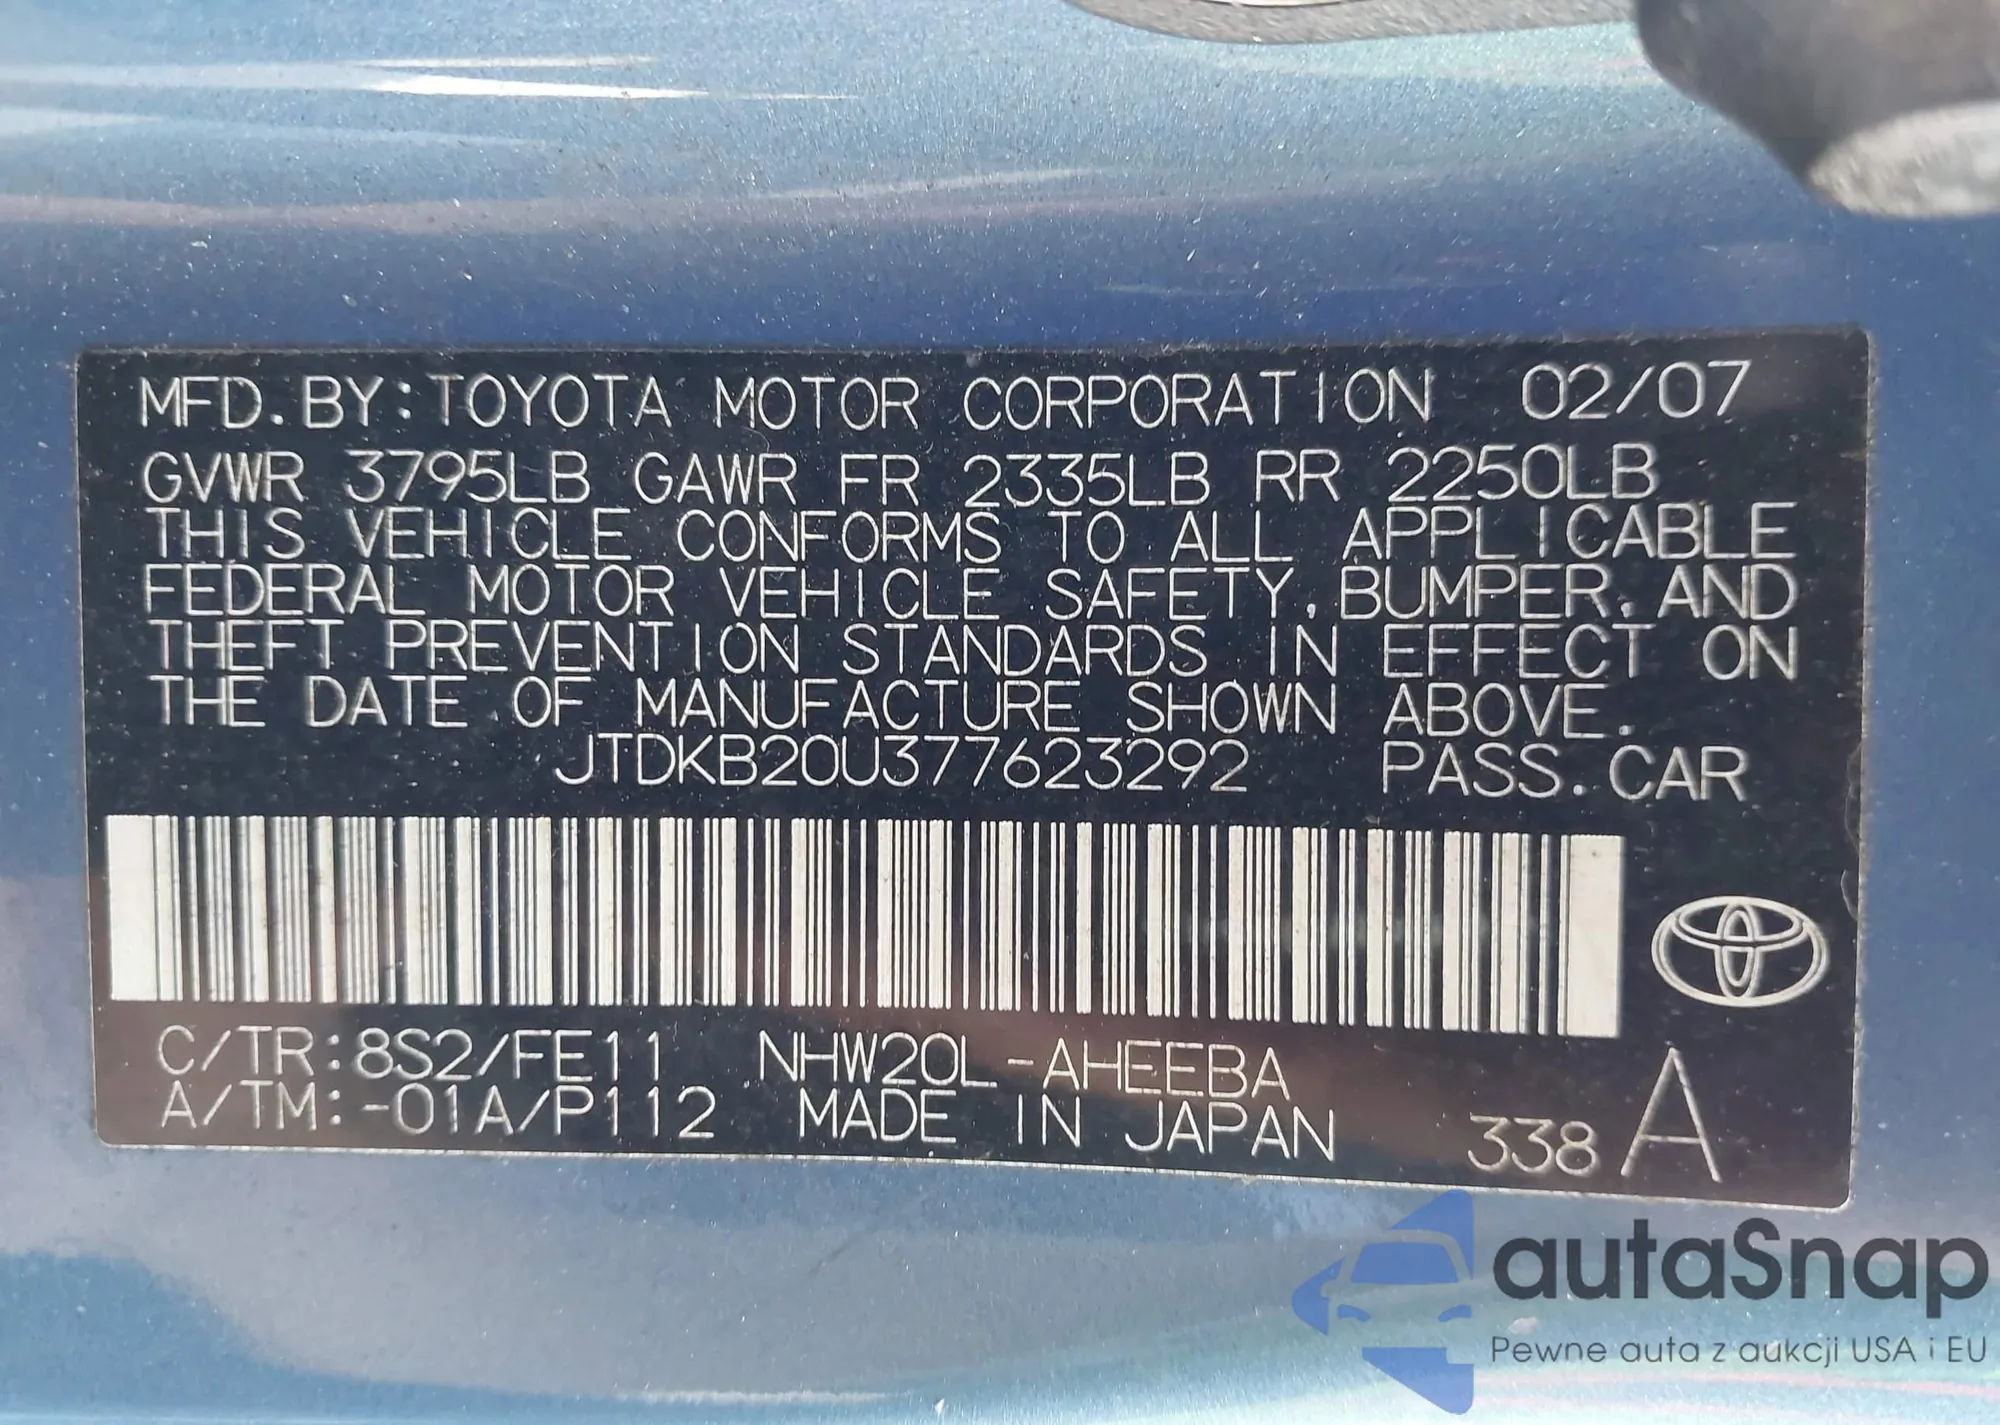 MFD. BY: TOYOTA MOTOR CORPORATION 02/07
GVWR 3795LB GAWR FR 2335LB RR 2250LB
THIS VEHICLE CONFORMS TO ALL APPLICABLE
FEDERAL MOTOR VEHICLE SAFETY, BUMPER, AND
THEFT PREVENTION STANDARDS IN EFFECT ON
THE DATE OF MANUFACTURE SHOWN ABOVE.
JTDKB20U377623292 PASS. CAR
C/TR: 8S2/FE11 NHW20L-AHEEBA
A/TM: -01A/P112 MADE IN JAPAN 338 A
autaSnap
Pewne auta z aukcji USA i EU